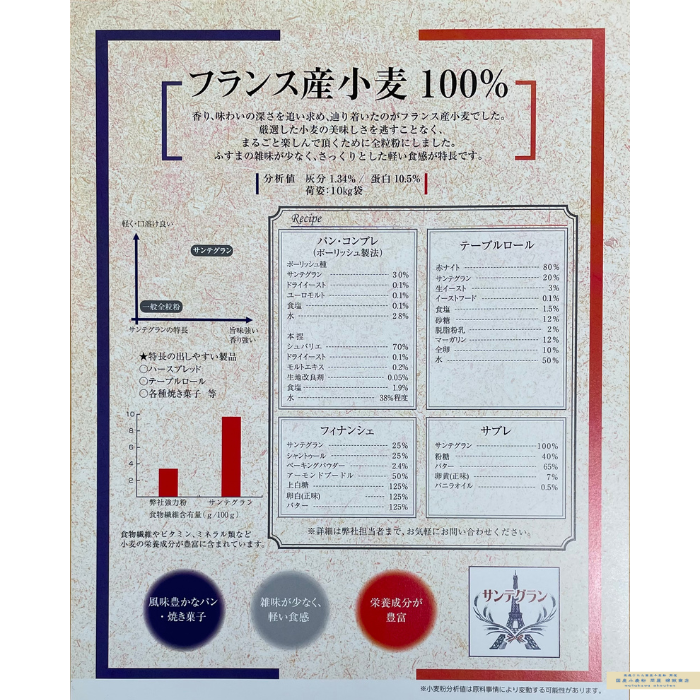 フランス産小麦 100%
香り、味わいの深さを追い求め、辿り着いたのがフランス産小麦でした。
厳選した小麦の美味しさを逃すことなく、
まるごと楽しんで頂くために全粒粉にしました。
ふすまの雑味が少なく、さっくりとした軽い食感が特長です。
分析値 灰分 1.34% / 蛋白 10.5%
荷姿:10kg袋
軽く・口溶け良い
サンテグラン
一般全粒粉
サンテグランの特長
旨味強い
香り強い
★特長の出しやすい製品
○ハースブレッド
○テーブルロール
○各種焼き菓子 等
10
8
6
4
2
弊社強力粉 サンテグラン
食物繊維含有量(g/100g)
食物繊維やビタミン、ミネラル類など
小麦の栄養成分が豊富に含まれています。
Recipe
パン・コンプレ
(ポーリッシュ製法)
ポーリッシュ種
サンテグラン 30%
ドライイースト 0.1%
ユーロモルト 0.1%
食塩 0.1%
水 2.8%
本捏
シュバリエ 70%
ドライイースト 0.1%
モルトエキス 0.2%
生地改良剤 0.05%
食塩 1.9%
水 38%程度
テーブルロール
赤ナイト 80%
サンテグラン 20%
生イースト 3%
イーストフード 0.1%
食塩 1.5%
砂糖 12%
脱脂粉乳 2%
マーガリン 12%
全卵 10%
水 50%
フィナンシェ
サンテグラン 25%
シャントゥール 25%
ベーキングパウダー 2.4%
アーモンドプードル 50%
上白糖 125%
卵白(正味) 125%
バター 125%
サブレ
サンテグラン 100%
粉糖 40%
バター 65%
卵黄(正味) 7%
バニラオイル 0.5%
※詳細は弊社担当者まで、お気軽にお問い合わせください。
風味豊かなパン
・焼き菓子
雑味が少なく、
軽い食感
栄養成分が
豊富
サンテグラン
※小麦粉分析値は原料事情により変動する可能性があります。